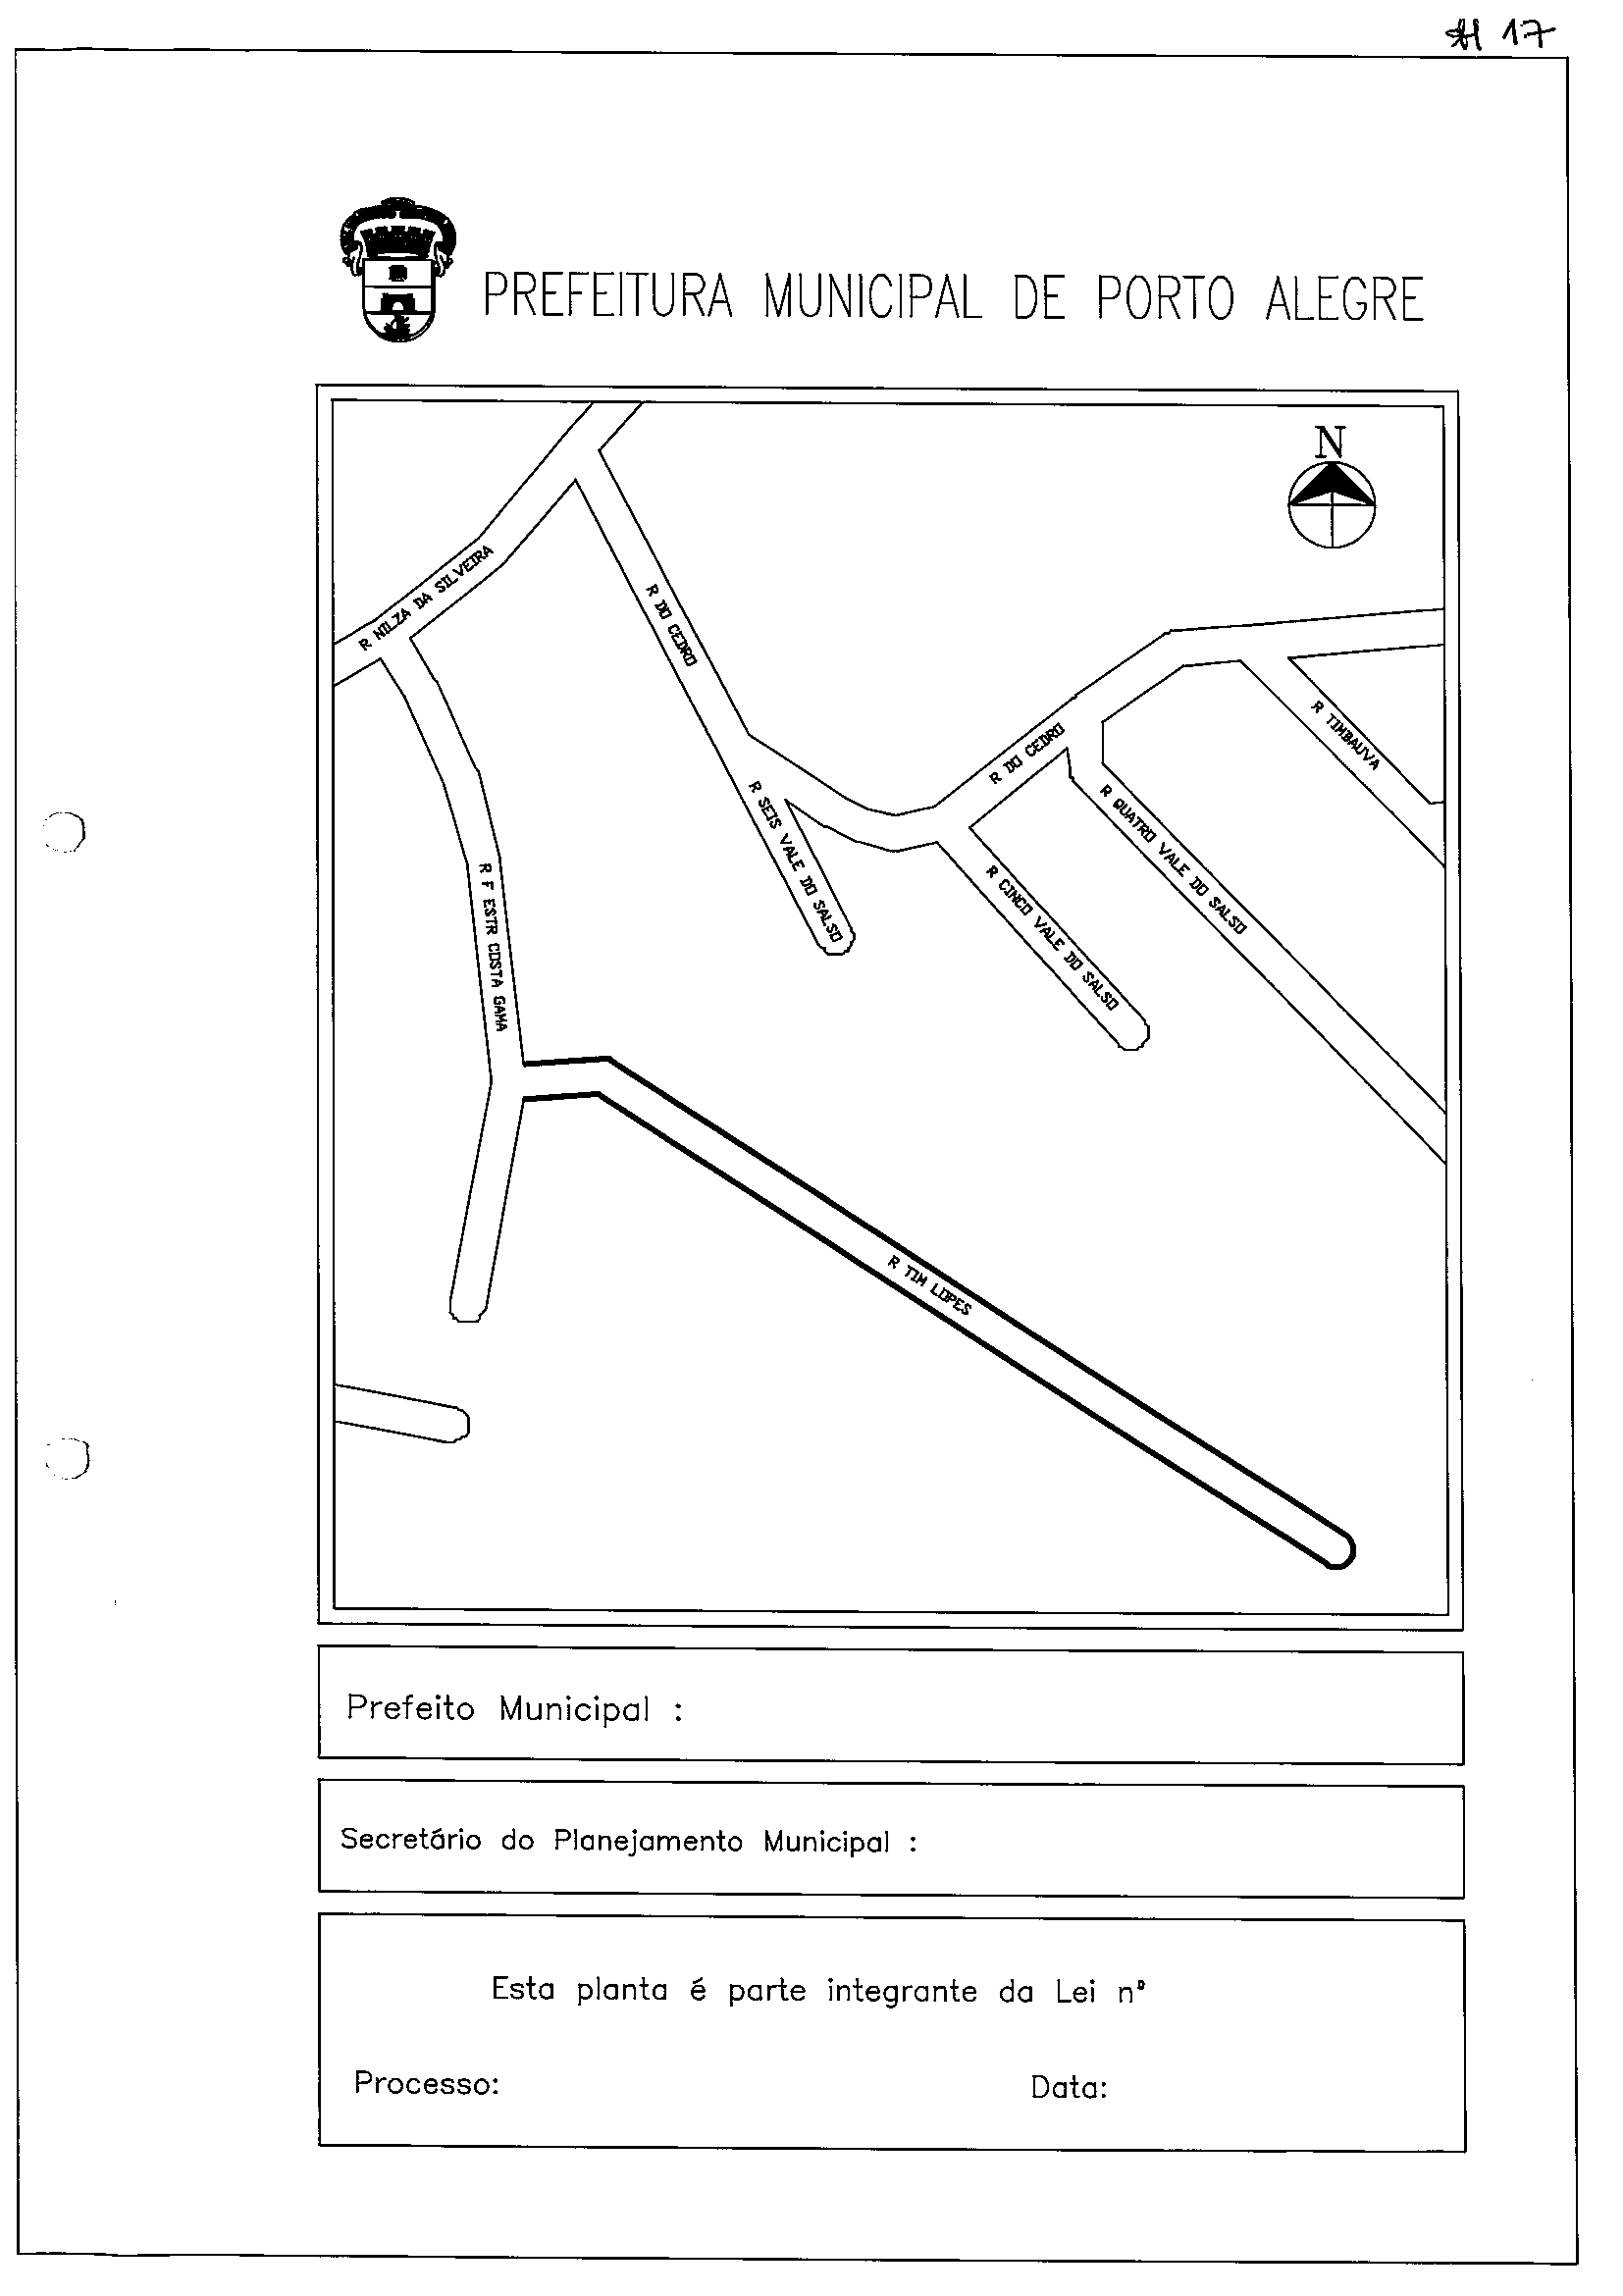 17
PREFEITURA MUNICIPAL DE PORTO ALEGRE
N
R NILZA DA SILVEIRA
R DO CEDRO
R TIMBAUVA
R DO CEDRO
R SEIS VALE DO SALSO
R QUATRO VALE DO SALSO
R CINCO VALE DO SALSO
R F ESTR COSTA GAMA
R TIM LOPES
Prefeito Municipal :
Secretário do Planejamento Municipal :
Esta planta é parte integrante da Lei nº
Processo:
Data: